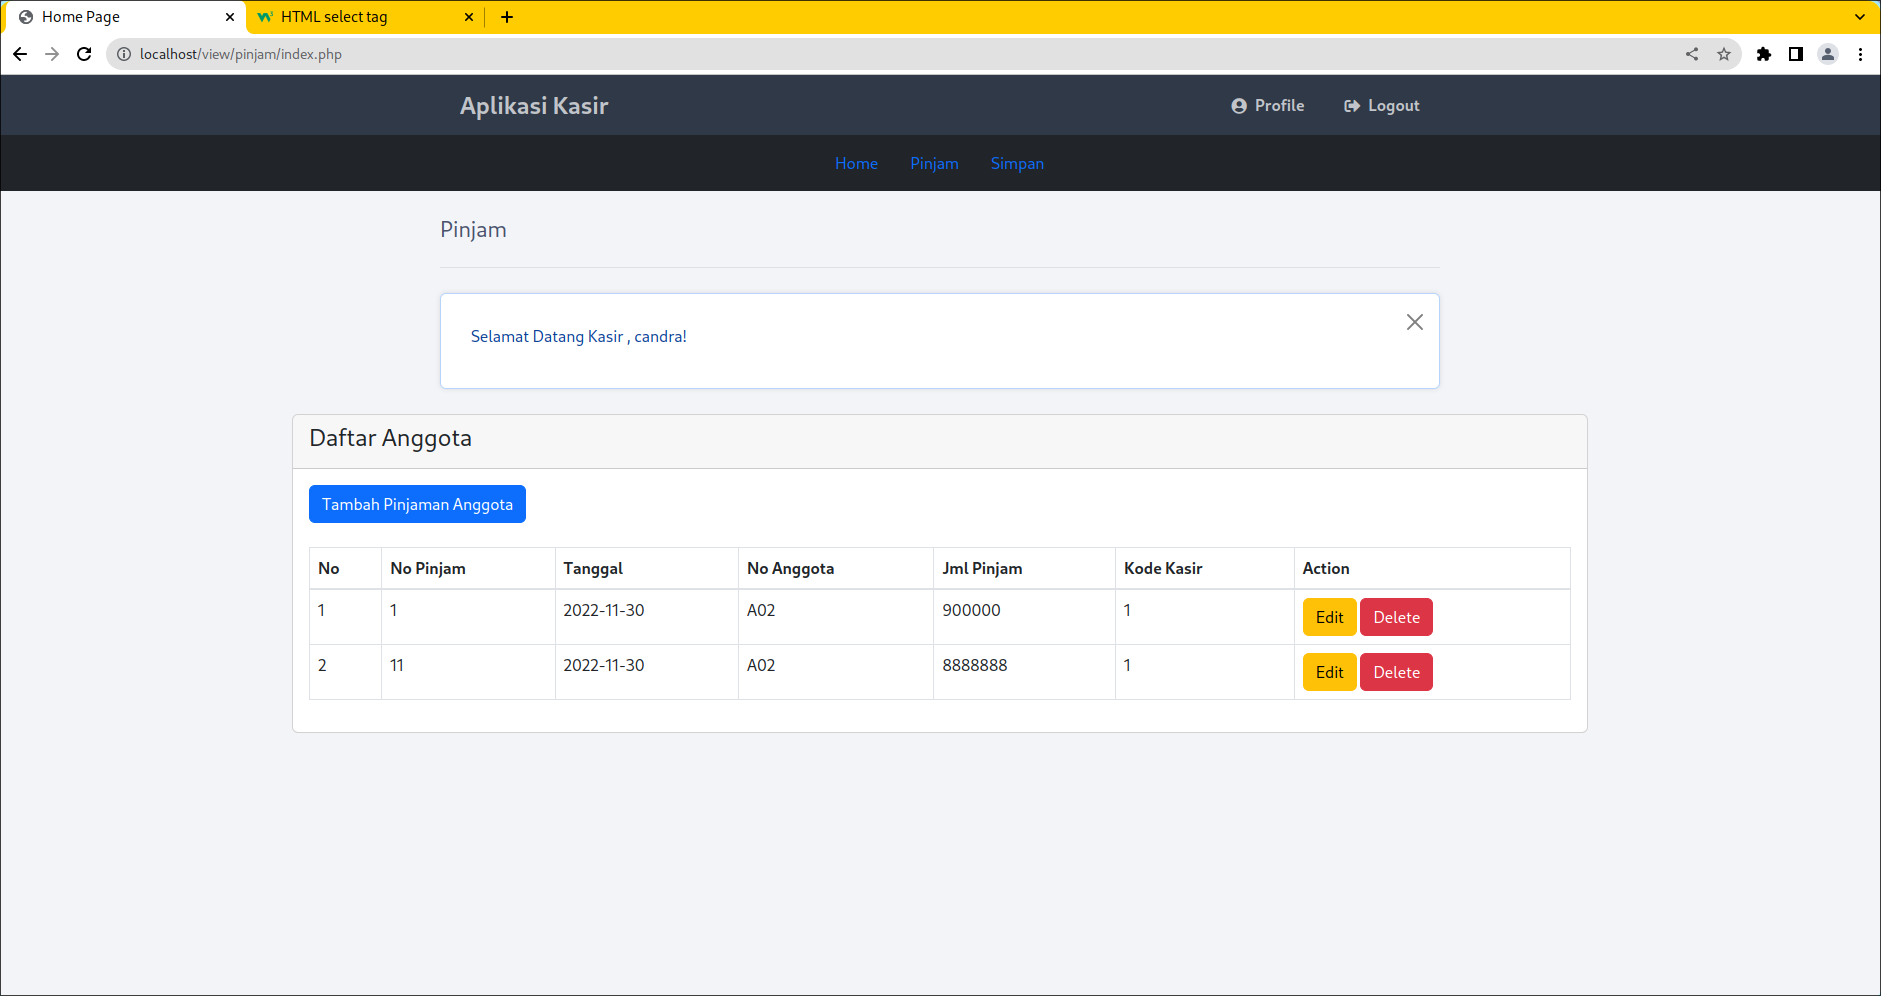 Home Page
HTML select tag
localhost/view/pinjam/index.php
Aplikasi Kasir Profile Logout
Home Pinjam Simpan
Pinjam
Selamat Datang Kasir , candra!
Daftar Anggota
Tambah Pinjaman Anggota
No No Pinjam Tanggal No Anggota Jml Pinjam Kode Kasir Action
1 1 2022-11-30 A02 900000 1 Edit Delete
2 11 2022-11-30 A02 8888888 1 Edit Delete